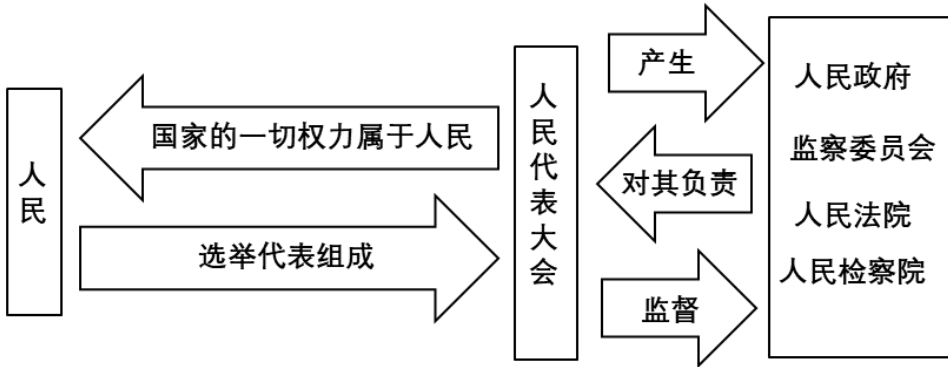 人民
国家的一切权力属于人民
选举代表组成
人民代表大会
产生
对其负责
监督
人民政府
监察委员会
人民法院
人民检察院